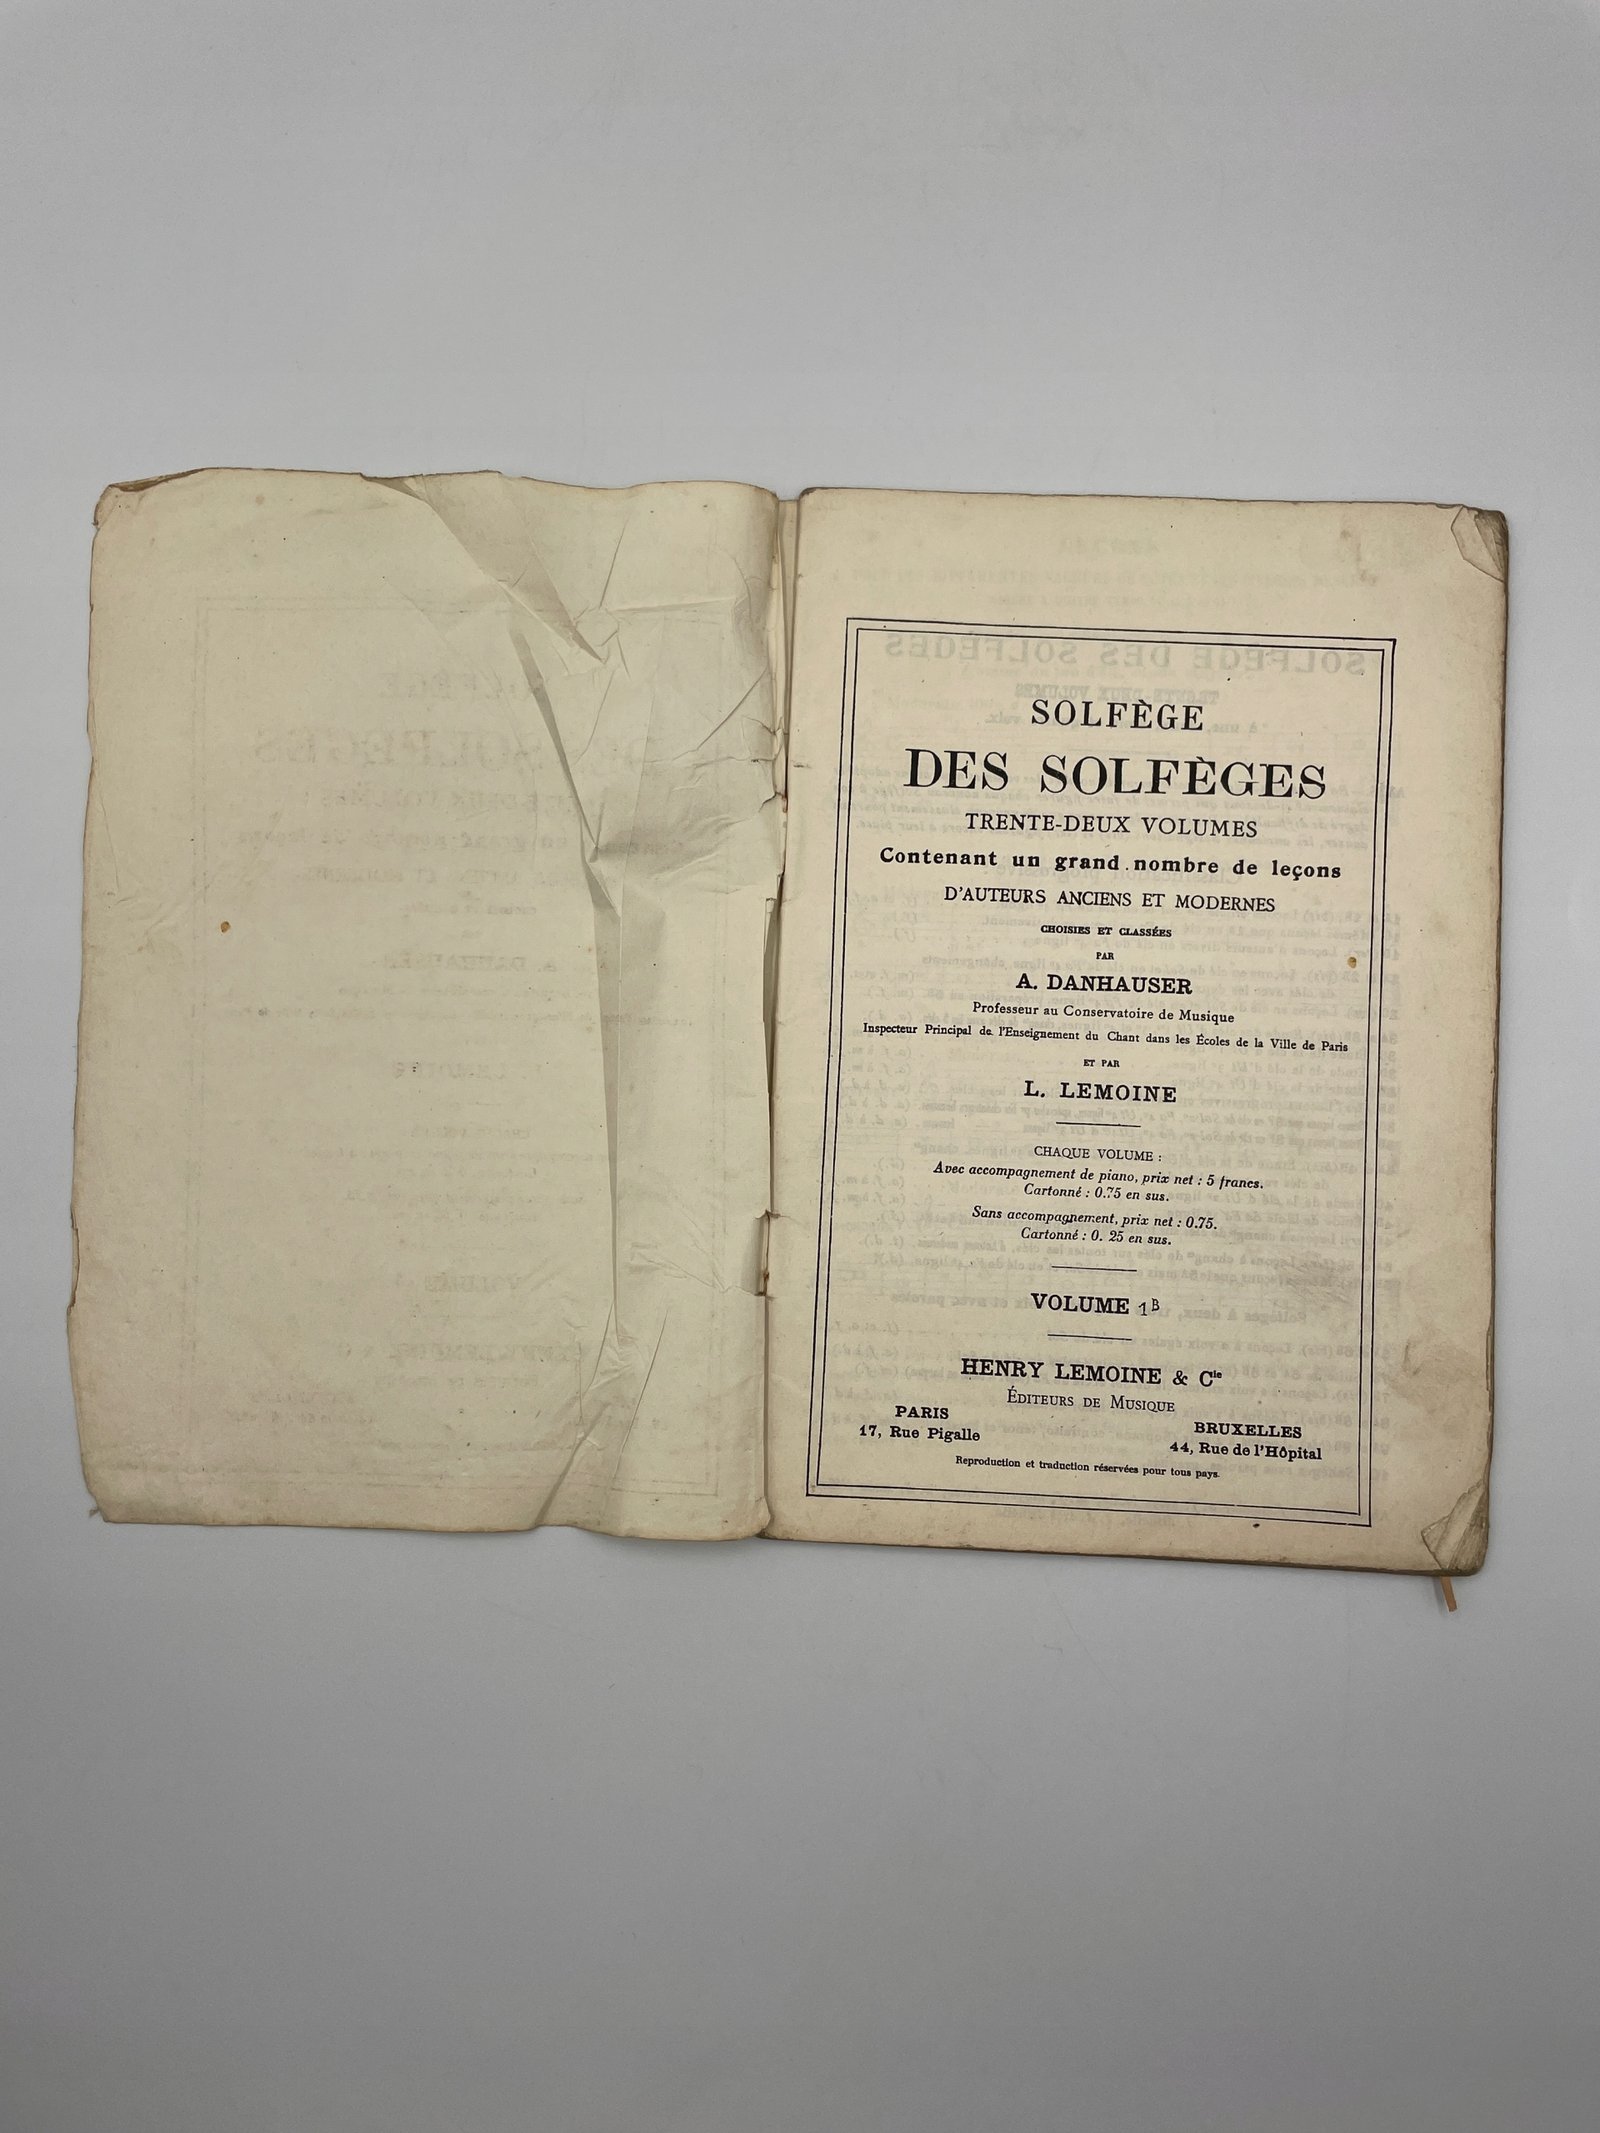 SOLFÈGE
DES SOLFÈGES
TRENTE-DEUX VOLUMES
Contenant un grand nombre de leçons
D'AUTEURS ANCIENS ET MODERNES
CHOISIES ET CLASSÉES
PAR
A. DANHAUSER
Professeur au Conservatoire de Musique
Inspecteur Principal de l'Enseignement du Chant dans les Écoles de la Ville de Paris
ET PAR
L. LEMOINE
CHAQUE VOLUME :
Avec accompagnement de piano, prix net : 5 francs.
Cartonné : 0.75 en sus.
Sans accompagnement, prix net : 0.75.
Cartonné : 0. 25 en sus.
VOLUME 1B
HENRY LEMOINE & Cie
ÉDITEURS DE MUSIQUE
PARIS
17, Rue Pigalle
BRUXELLES
44, Rue de l'Hôpital
Reproduction et traduction réservées pour tous pays.